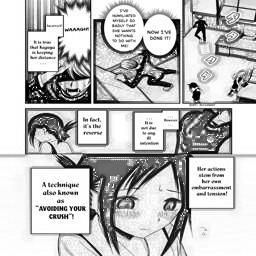 I'VE
HUMILIATED
MYSELF SO
BADLY THAT
SHE WANTS
NOTHING
TO DO WITH
ME!
NOW I'VE
DONE IT!
However!
WAAAGH!
It is true
that Kaguya
is keeping
her distance
...
In fact,
it's the
reverse
However
...
It is
not due
to any
ill
intention
Her actions
stem from
her own
embarrassment
and tension!
A technique
also known
as
"AVOIDING YOUR
CRUSH"!